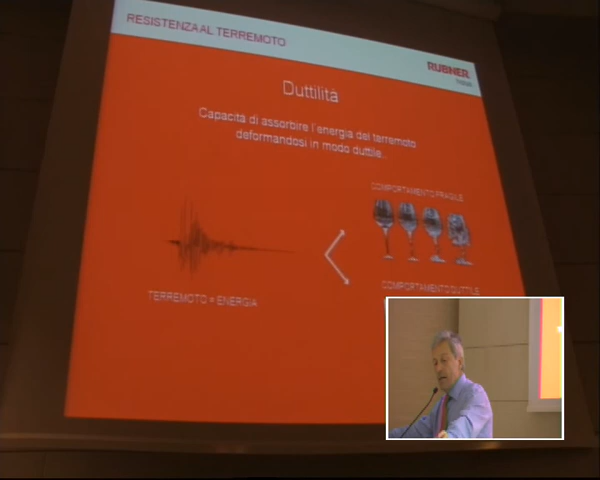 RESISTENZA AL TERREMOTO
RUBNER
haus
Duttilità
Capacità di assorbire l'energia del terremoto
deformandosi in modo duttile..
COMPORTAMENTO FRAGILE
TERREMOTO = ENERGIA
COMPORTAMENTO DUTTILE